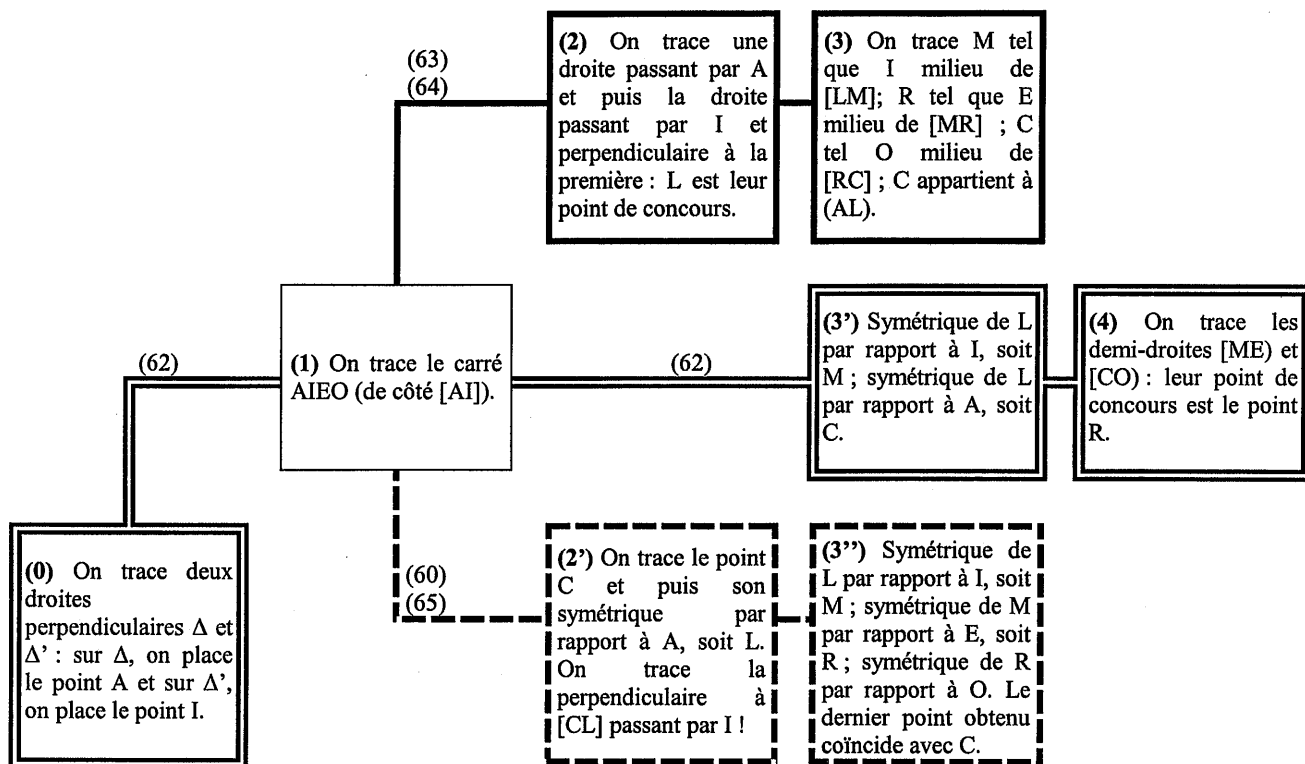 (63)
(64)
(2) On trace une
droite passant par A
et puis la droite
passant par I et
perpendiculaire à la
première : L est leur
point de concours.
(3) On trace M tel
que I milieu de
[LM]; R tel que E
milieu de [MR] ; C
tel O milieu de
[RC] ; C appartient à
(AL).
(62)
(1) On trace le carré
AIEO (de côté [AI]).
(62)
(3’) Symétrique de L
par rapport à I, soit
M ; symétrique de L
par rapport à A, soit
C.
(4) On trace les
demi-droites [ME) et
[CO) : leur point de
concours est le point
R.
(0) On trace deux
droites
perpendiculaires Δ et
Δ’ : sur Δ, on place
le point A et sur Δ’,
on place le point I.
(60)
(65)
(2’) On trace le point
C et puis son
symétrique par
rapport à A, soit L.
On trace la
perpendiculaire à
[CL] passant par I !
(3’’) Symétrique de
L par rapport à I, soit
M ; symétrique de M
par rapport à E, soit
R ; symétrique de R
par rapport à O. Le
dernier point obtenu
coïncide avec C.